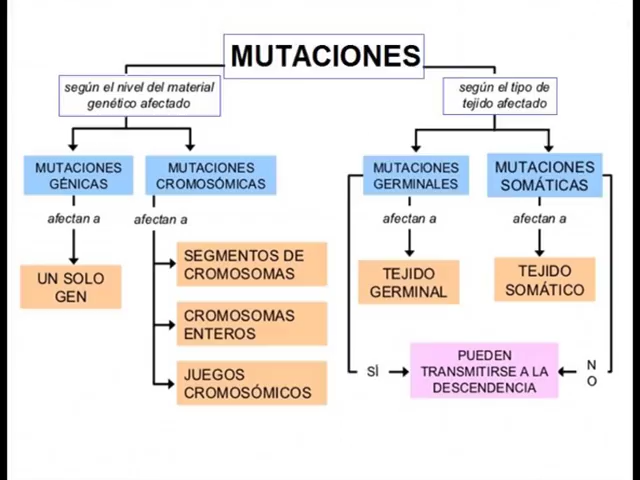 MUTACIONES
según el nivel del material
genético afectado
según el tipo de
tejido afectado
MUTACIONES
GÉNICAS
MUTACIONES
CROMOSÓMICAS
MUTACIONES
GERMINALES
MUTACIONES
SOMÁTICAS
afectan a
afectan a
afectan a
afectan a
UN SOLO
GEN
SEGMENTOS DE
CROMOSOMAS
CROMOSOMAS
ENTEROS
JUEGOS
CROMOSÓMICOS
TEJIDO
GERMINAL
TEJIDO
SOMÁTICO
SÍ
PUEDEN
TRANSMITIRSE A LA
DESCENDENCIA
N
O